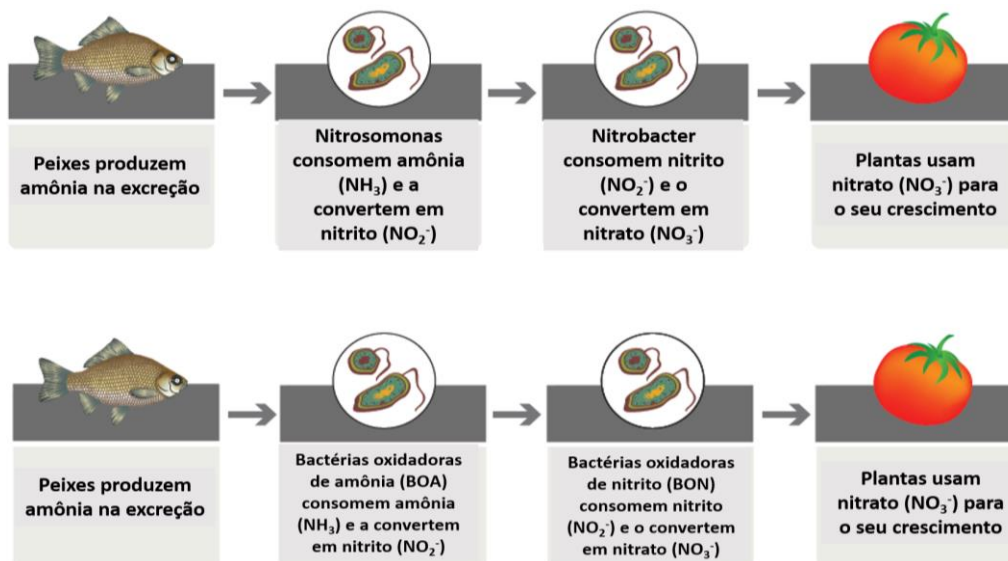 Peixes produzem
amônia na excreção
Nitrosomonas
consomem amônia
(NH₃) e a
convertem em
nitrito (NO₂⁻)
Nitrobacter
consomem nitrito
(NO₂⁻) e o
convertem em
nitrato (NO₃⁻)
Plantas usam
nitrato (NO₃⁻) para
o seu crescimento
Peixes produzem
amônia na excreção
Bactérias oxidadoras
de amônia (BOA)
consomem amônia
(NH₃) e a convertem
em nitrito (NO₂⁻)
Bactérias oxidadoras
de nitrito (BON)
consomem nitrito
(NO₂⁻) e o convertem
em nitrato (NO₃⁻)
Plantas usam
nitrato (NO₃⁻) para
o seu crescimento